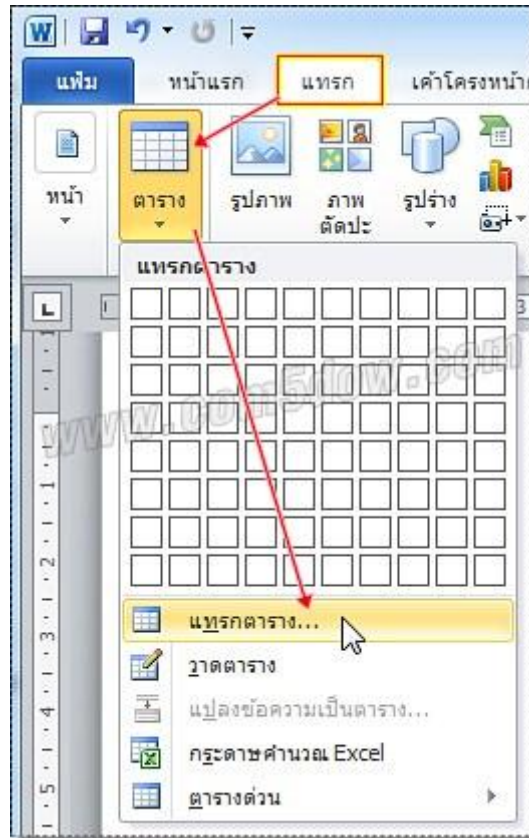 W
แฟ้ม หน้าแรก แทรก เค้าโครงหน้า
หน้า ตาราง รูปภาพ ภาพตัดปะ รูปร่าง
แทรกตาราง
L
3
www.com5dow.com
แทรกตาราง...
วาดตาราง
แปลงข้อความเป็นตาราง...
กระดาษคำนวณ Excel
ตารางด่วน
1
2
3
4
5